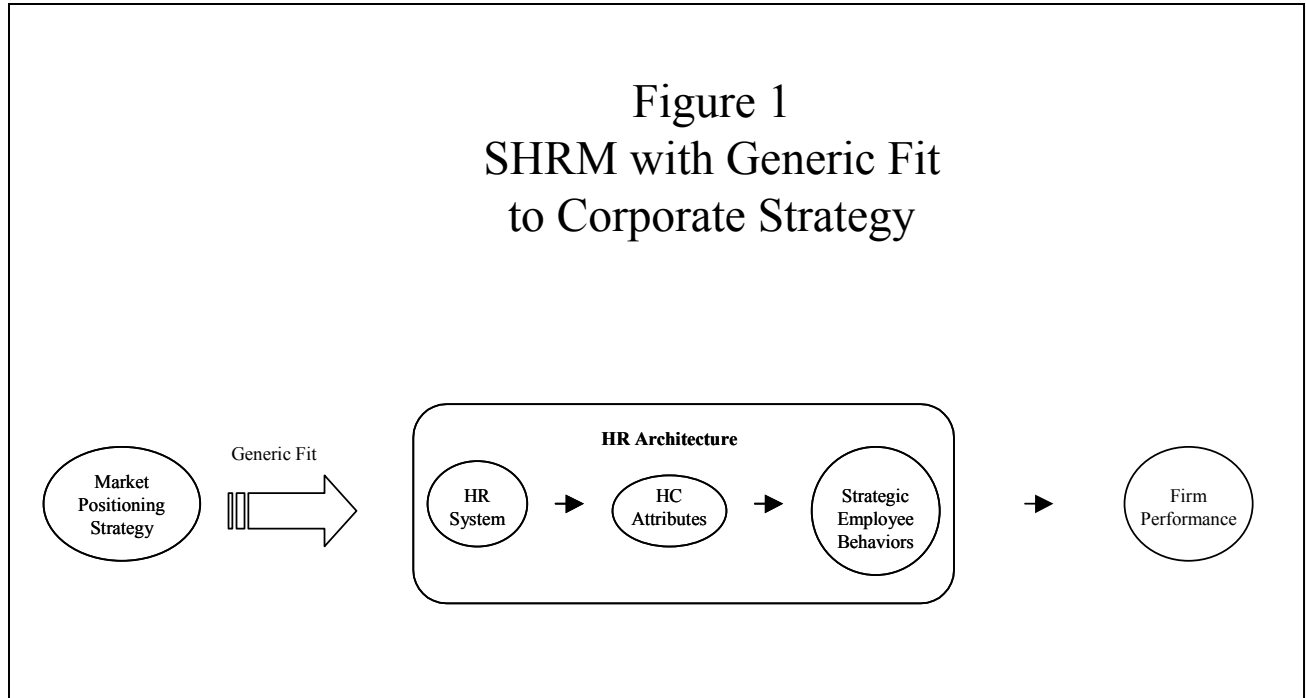 Figure 1
SHRM with Generic Fit
to Corporate Strategy
HR Architecture
Generic Fit
Market
Positioning
Strategy
HR
System
HC
Attributes
Strategic
Employee
Behaviors
Firm
Performance